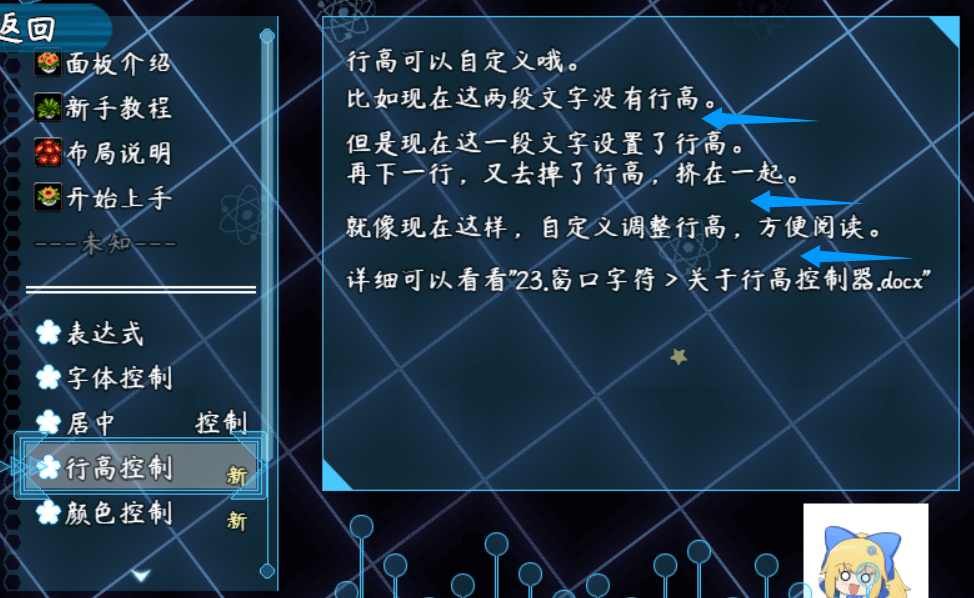 返回
面板介绍
新手教程
布局说明
开始上手
---未知---
表达式
字体控制
居中 控制
行高控制 新
颜色控制 新
行高可以自定义哦。
比如现在这两段文字没有行高。
但是现在这一段文字设置了行高。
再下一行，又去掉了行高，挤在一起。
就像现在这样，自定义调整行高，方便阅读。
详细可以看看"23.窗口字符 > 关于行高控制器.docx"